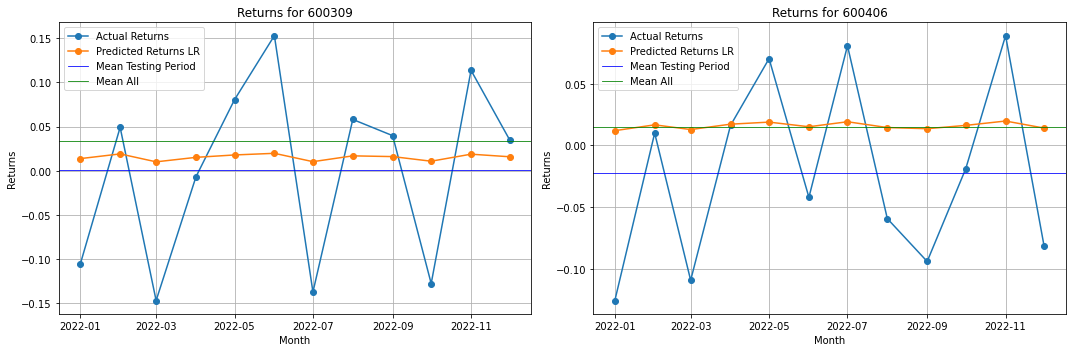 Returns for 600309
Actual Returns
Predicted Returns LR
Mean Testing Period
Mean All
0.15
0.10
0.05
0.00
−0.05
−0.10
−0.15
Returns
2022-01 2022-03 2022-05 2022-07 2022-09 2022-11
Month
Returns for 600406
Actual Returns
Predicted Returns LR
Mean Testing Period
Mean All
0.05
0.00
−0.05
−0.10
Returns
2022-01 2022-03 2022-05 2022-07 2022-09 2022-11
Month